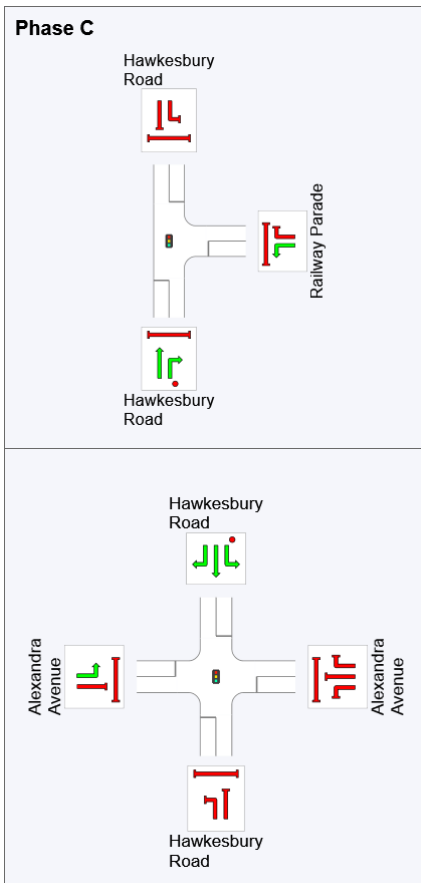 Phase C
Hawkesbury
Road
Railway Parade
Hawkesbury
Road
Hawkesbury
Road
Alexandra
Avenue
Alexandra
Avenue
Hawkesbury
Road